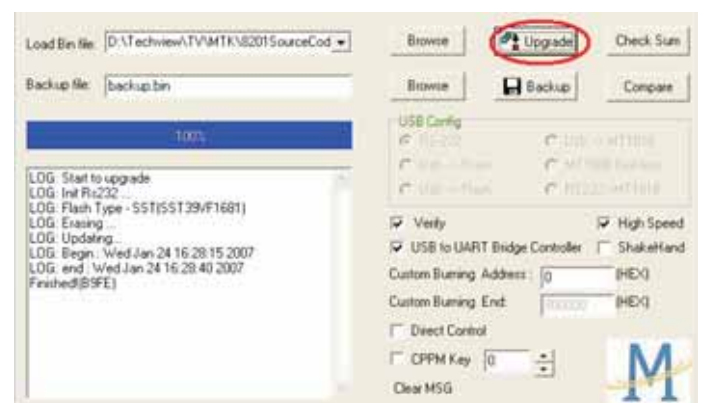 Load Bin file: D:\Techview\TV\MTK\8201SourceCod Browse Upgrade Check Sum
Backup file: backup.bin Browse Backup Compare
100%
USB Config
LOG: Start to upgrade
LOG: Init Rs232 ...
LOG: Flash Type - SST(SST39VF1681)
LOG: Erasing ...
LOG: Updating...
LOG: Begin : Wed Jan 24 16:28:15 2007
LOG: end : Wed Jan 24 16:28:40 2007
Finished!(B9FE)
Verify High Speed
USB to UART Bridge Controller ShakeHand
Custom Burning Address : 0 (HEX)
Custom Burning End: (HEX)
Direct Control
CPPM Key 0
Clear MSG
M